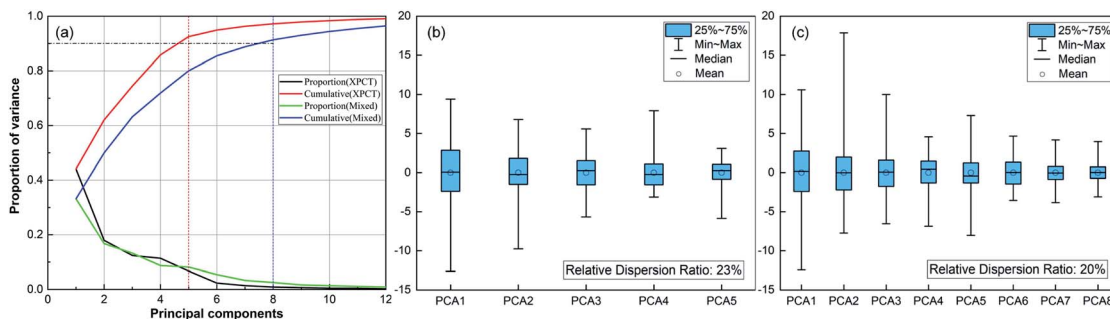 (a)
Proportion of variance
1.0
0.8
0.6
0.4
0.2
0.0
Proportion(XPCT)
Cumulative(XPCT)
Proportion(Mixed)
Cumulative(Mixed)
0 2 4 6 8 10 12
Principal components
(b)
20
15
10
5
0
-5
-10
-15
25%~75%
Min~Max
Median
Mean
Relative Dispersion Ratio: 23%
PCA1 PCA2 PCA3 PCA4 PCA5
(c)
20
15
10
5
0
-5
-10
-15
25%~75%
Min~Max
Median
Mean
Relative Dispersion Ratio: 20%
PCA1 PCA2 PCA3 PCA4 PCA5 PCA6 PCA7 PCA8